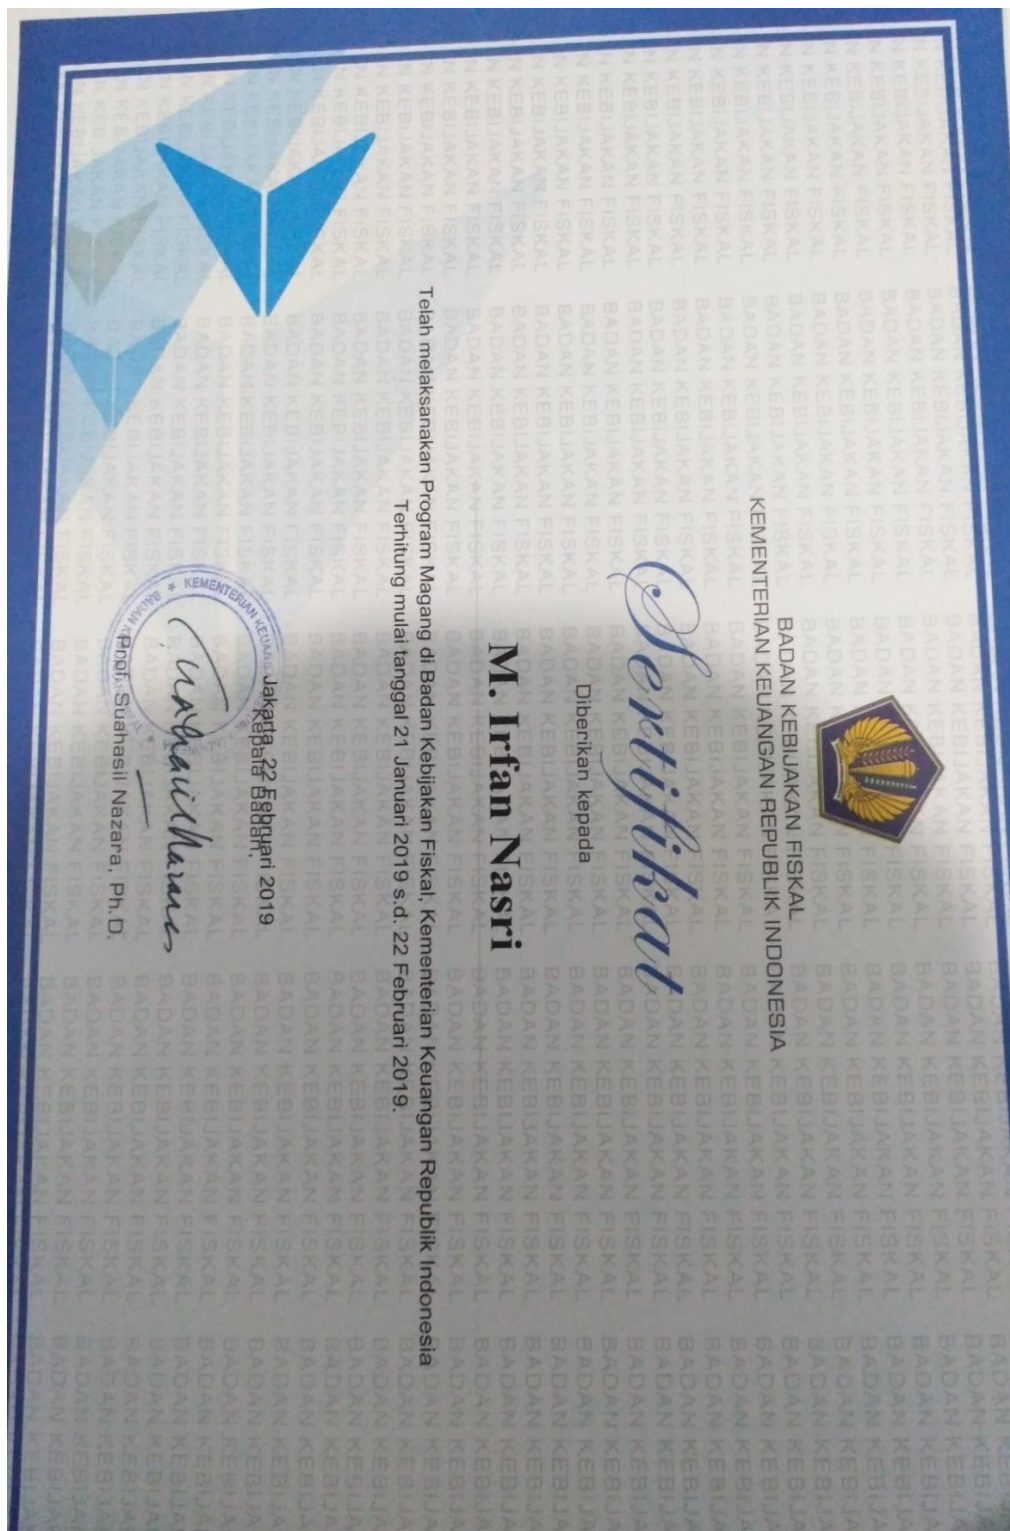 BADAN KEBIJAKAN FISKAL
KEMENTERIAN KEUANGAN REPUBLIK INDONESIA
Sertifikat
Diberikan kepada
M. Irfan Nasri
Telah melaksanakan Program Magang di Badan Kebijakan Fiskal, Kementerian Keuangan Republik Indonesia
Terhitung mulai tanggal 21 Januari 2019 s.d. 22 Februari 2019.
Jakarta, 22 Februari 2019
Kepala Badan,
KEMENTERIAN KEUANGAN
Prof. Suahasil Nazara, Ph.D.